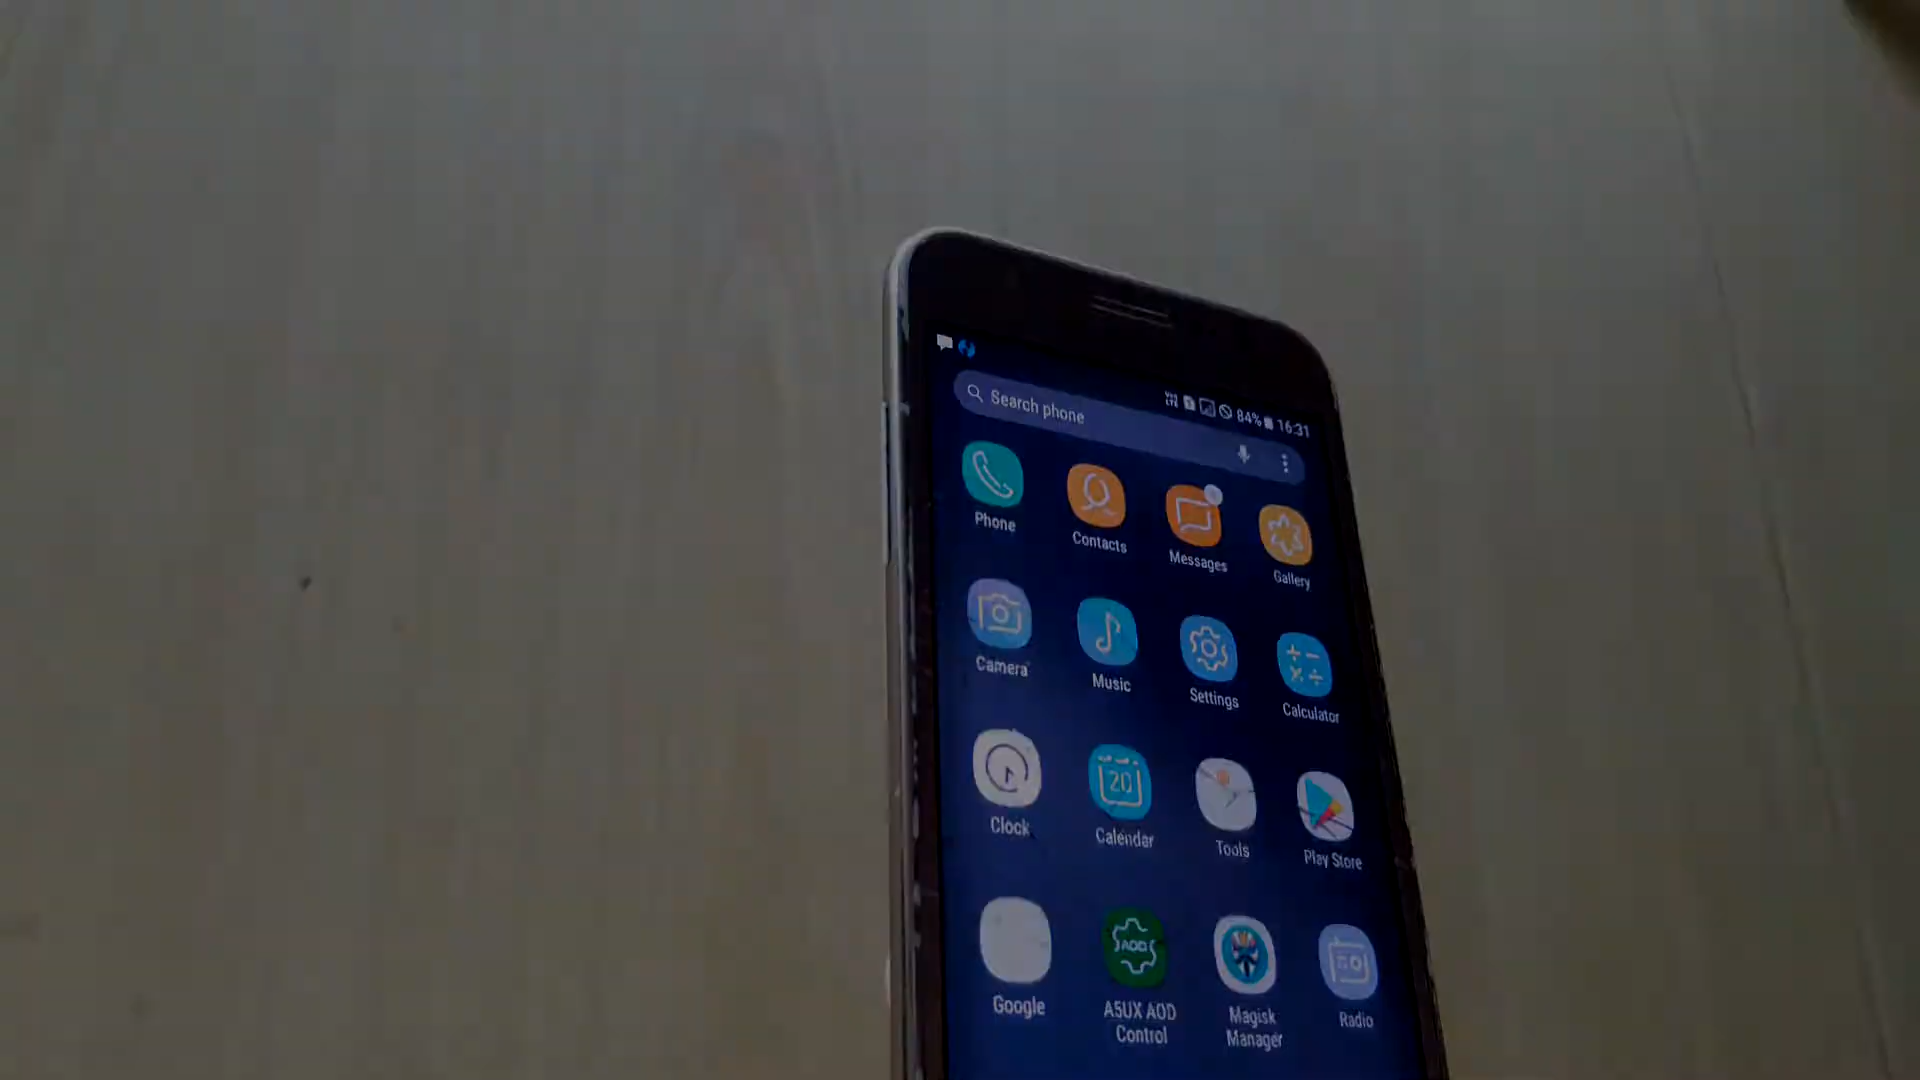 84% 16:31
Search phone
Phone
Contacts
Messages
Gallery
Camera
Music
Settings
Calculator
Clock
20
Calendar
Tools
Play Store
Google
AOD
A5UX AOD
Control
Magisk
Manager
Radio